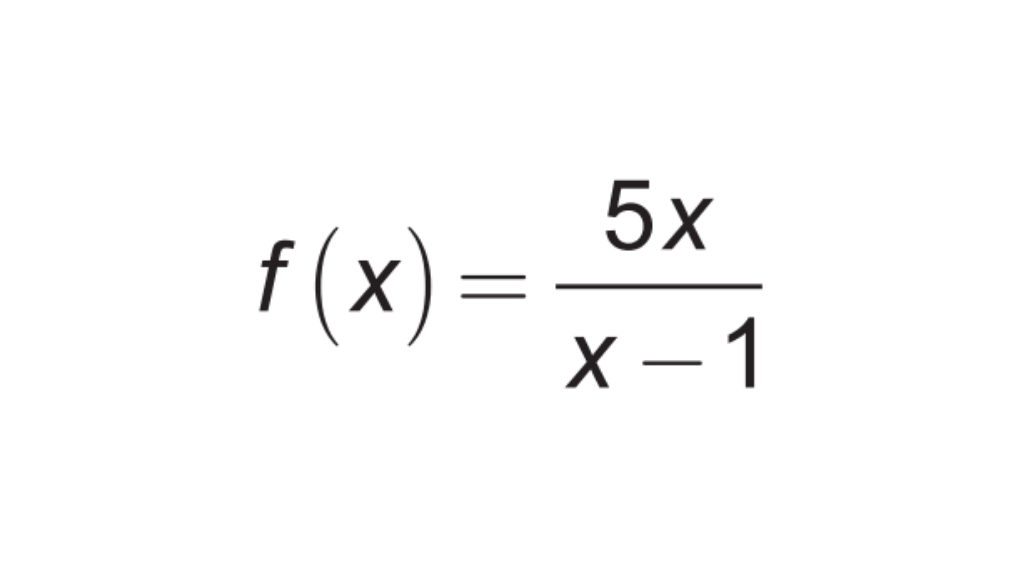 f(x) = 5x / x − 1